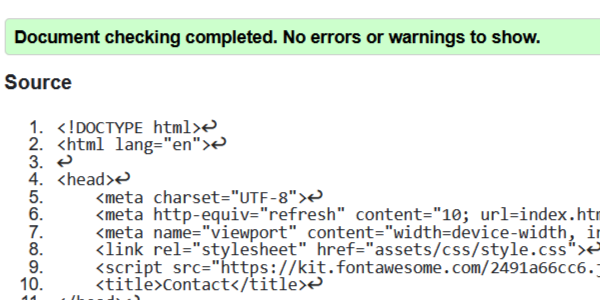 Document checking completed. No errors or warnings to show.
Source
1. <!DOCTYPE html>↩
2. <html lang="en">↩
3. ↩
4. <head>↩
5. <meta charset="UTF-8">↩
6. <meta http-equiv="refresh" content="10; url=index.htm
7. <meta name="viewport" content="width=device-width, in
8. <link rel="stylesheet" href="assets/css/style.css">↩
9. <script src="https://kit.fontawesome.com/2491a66cc6.j
10. <title>Contact</title>↩
11. </head>↩